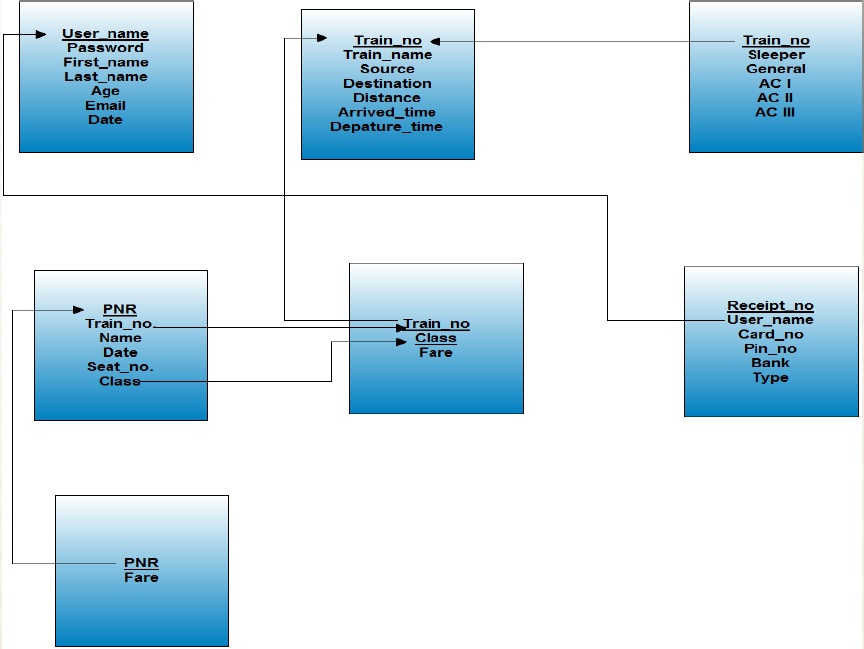 User_name
Password
First_name
Last_name
Age
Email
Date
Train_no
Train_name
Source
Destination
Distance
Arrived_time
Depature_time
Train_no
Sleeper
General
AC I
AC II
AC III
PNR
Train_no.
Name
Date
Seat_no.
Class
Train_no
Class
Fare
Receipt_no
User_name
Card_no
Pin_no
Bank
Type
PNR
Fare